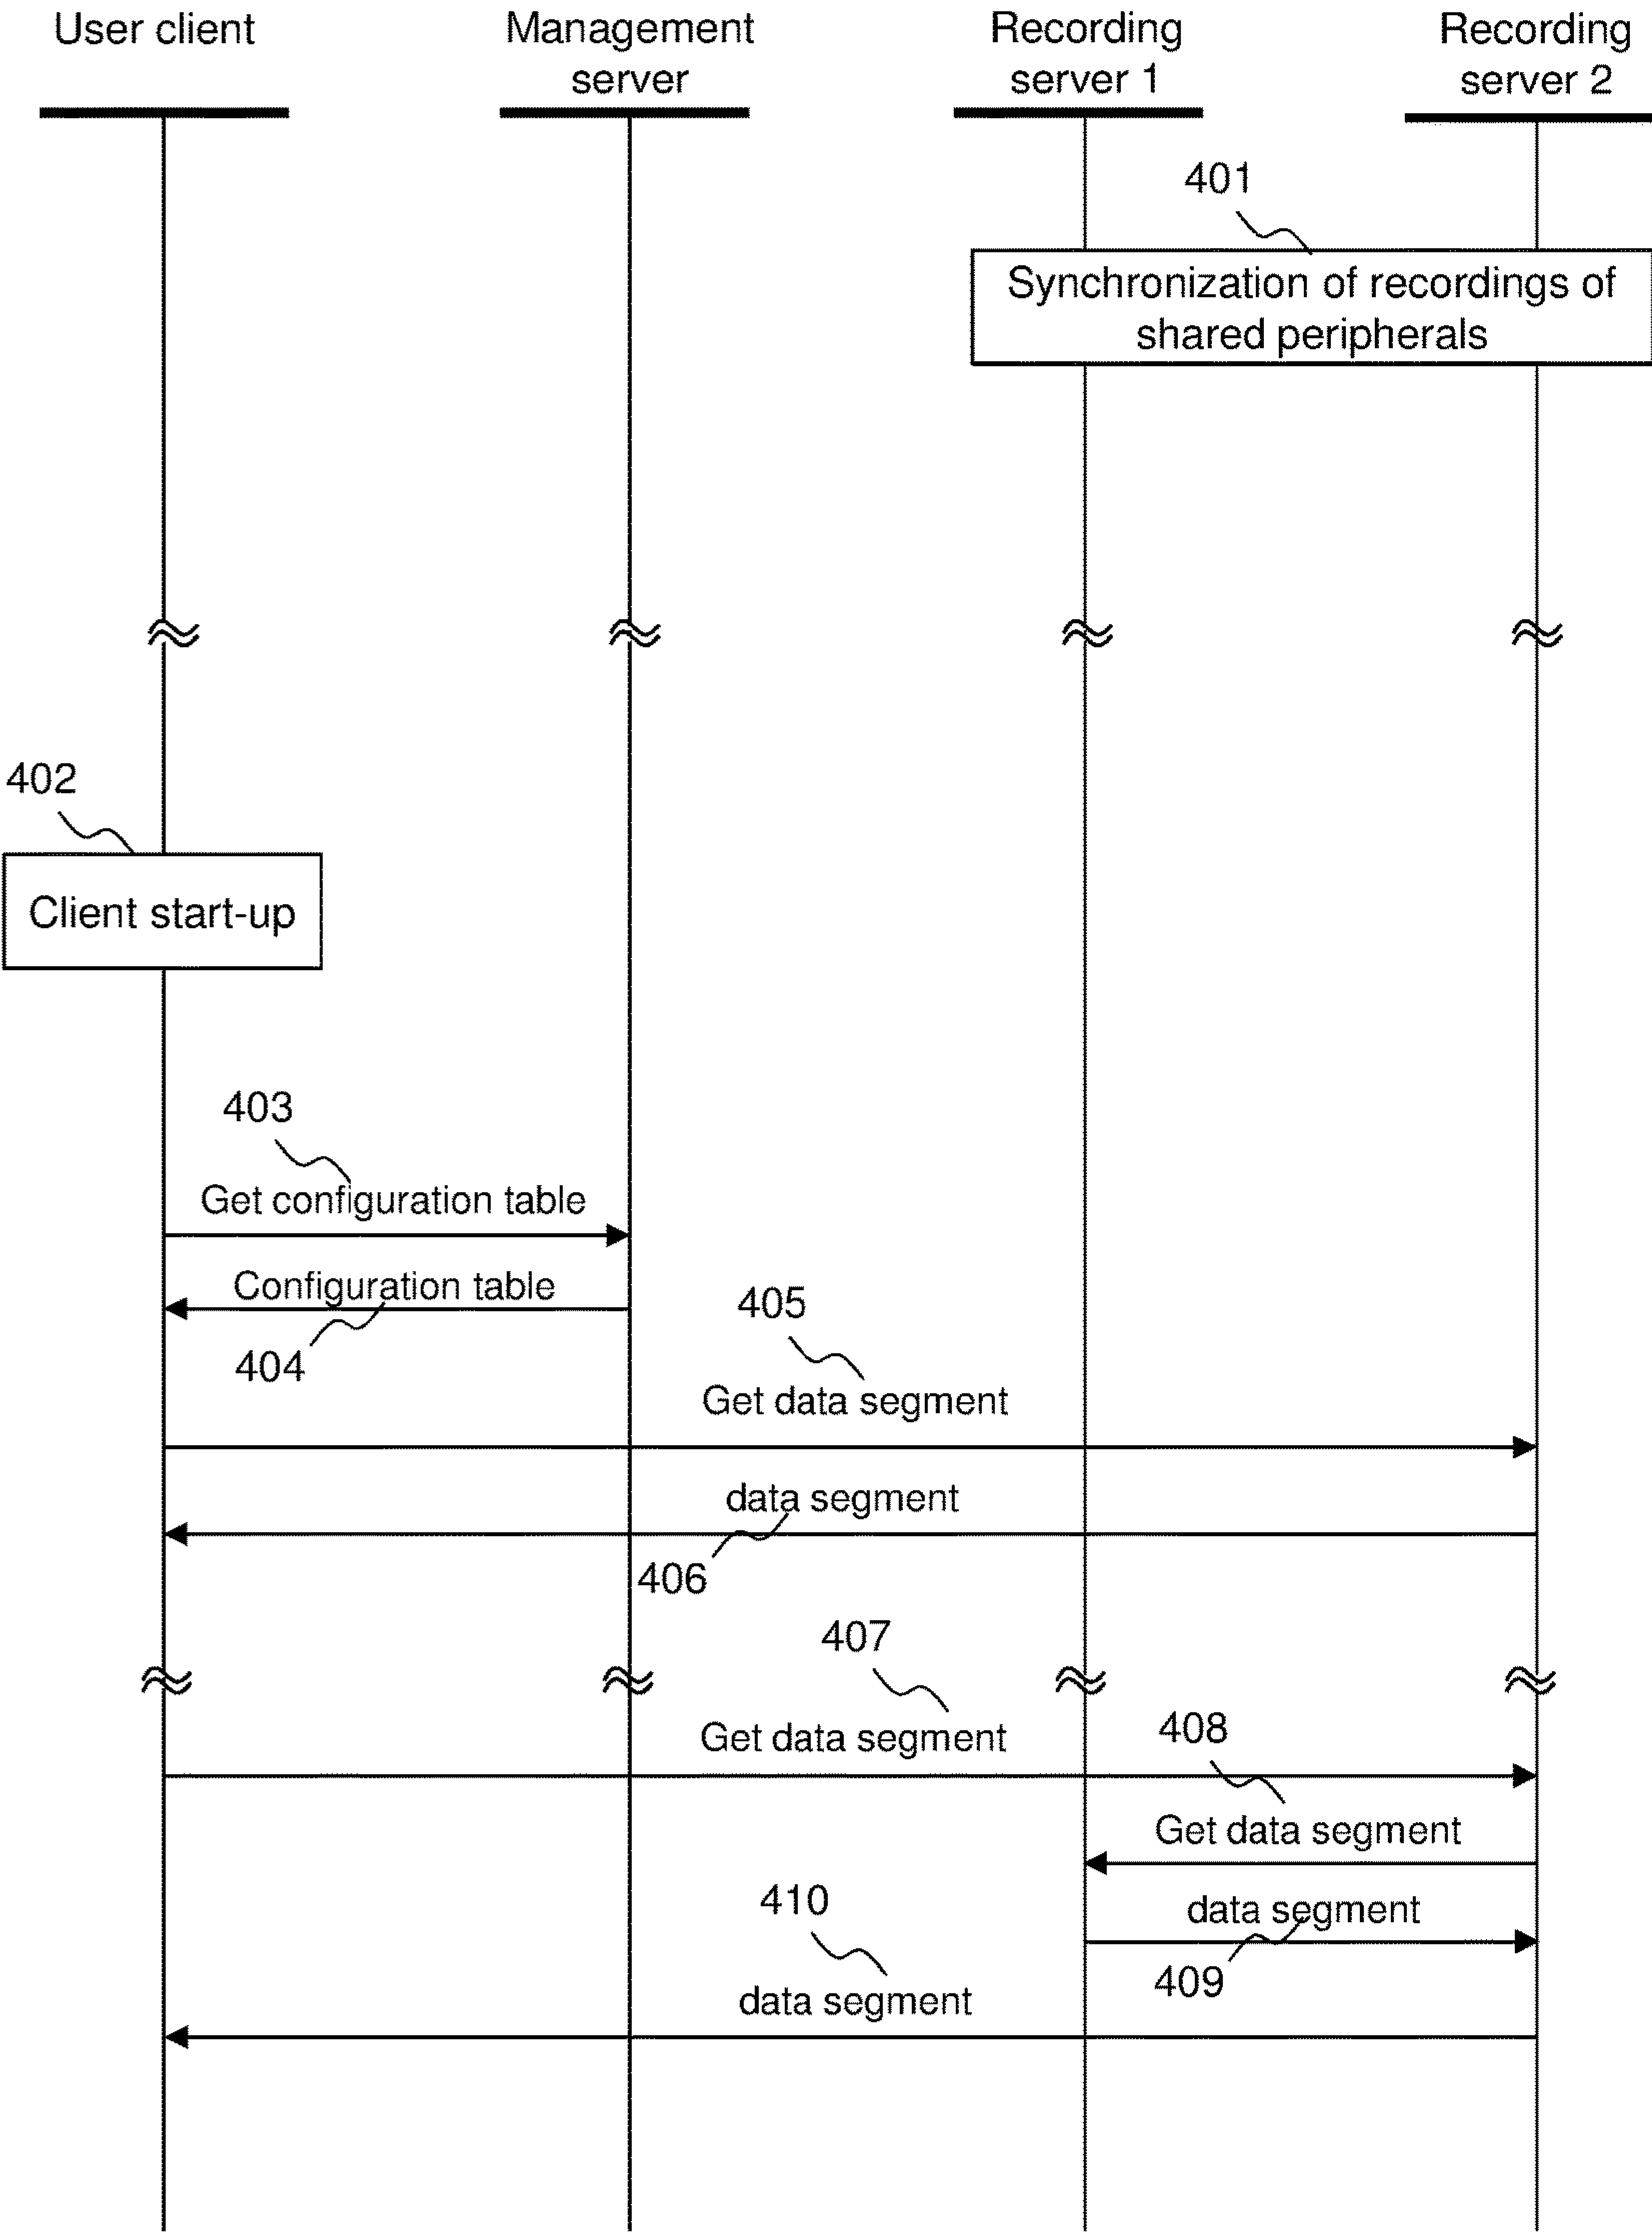 User client
Management
server
Recording
server 1
Recording
server 2
401
Synchronization of recordings of
shared peripherals
402
Client start-up
403
Get configuration table
Configuration table
404
405
Get data segment
data segment
406
407
Get data segment
408
Get data segment
data segment
409
410
data segment